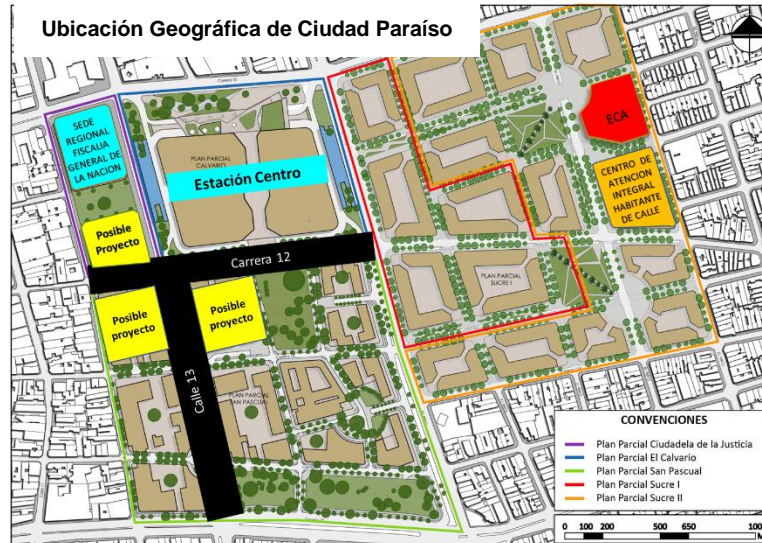 Ubicación Geográfica de Ciudad Paraíso
SEDE
REGIONAL
FISCALIA
GENERAL DE
LA NACION
PLAN PARCIAL
CALVARIO
Estación Centro
ECA
CENTRO DE
ATENCION
INTEGRAL
HABITANTE
DE CALLE
Posible
Proyecto
Carrera 12
PLAN PARCIAL
SUCRE I
Posible
proyecto
Posible
proyecto
Calle 13
PLAN PARCIAL
SAN PASCUAL
CONVENCIONES
Plan Parcial Ciudadela de la Justicia
Plan Parcial El Calvario
Plan Parcial San Pascual
Plan Parcial Sucre I
Plan Parcial Sucre II
0 100 200 500 650 100